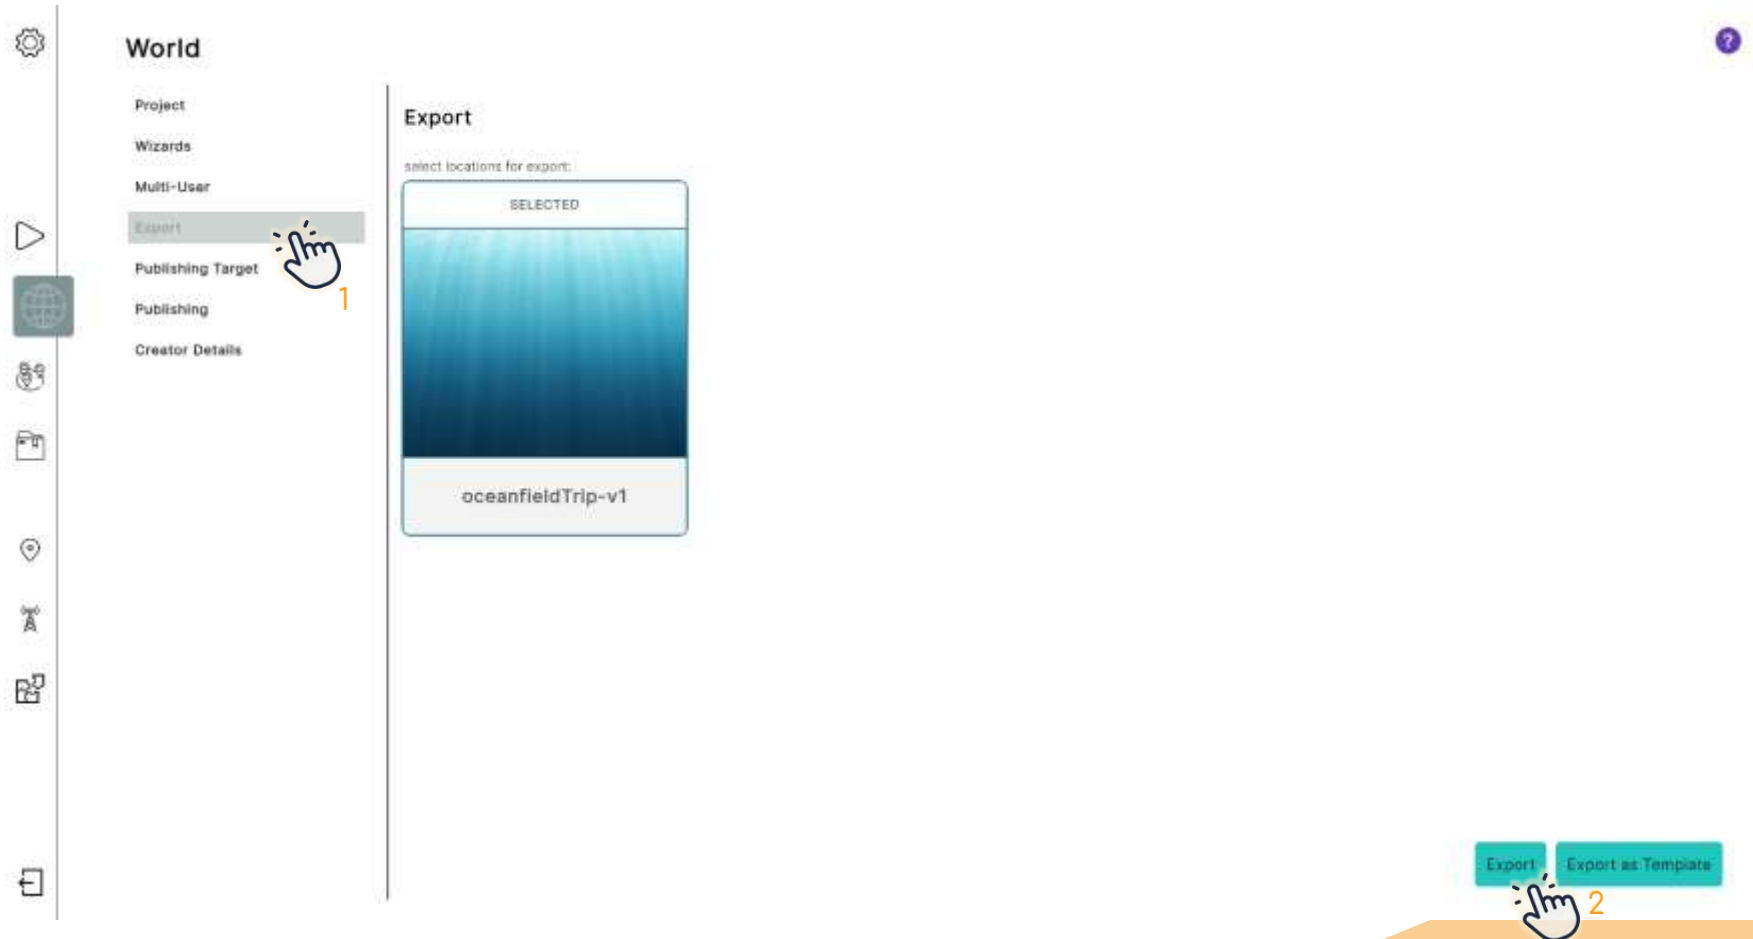 World
?
Project
Wizards
Multi-User
Export
Publishing Target
Publishing
Creator Details
1
Export
select locations for export:
SELECTED
oceanfieldTrip-v1
Export
Export as Template
2